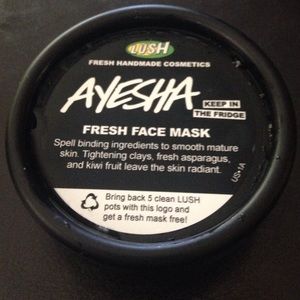 LUSH
FRESH HANDMADE COSMETICS
AYESHA
KEEP IN
THE FRIDGE
FRESH FACE MASK
Spell binding ingredients to smooth mature
skin. Tightening clays, fresh asparagus,
and kiwi fruit leave the skin radiant.
US•1A
Bring back 5 clean LUSH
pots with this logo and
get a fresh mask free!